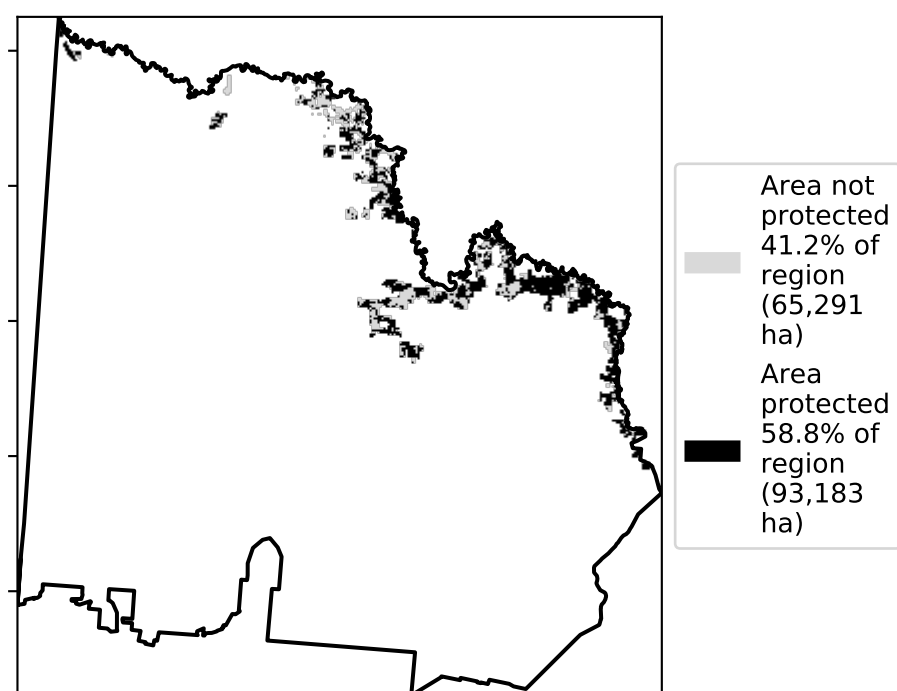 Area not
protected
41.2% of
region
(65,291
ha)
Area
protected
58.8% of
region
(93,183
ha)